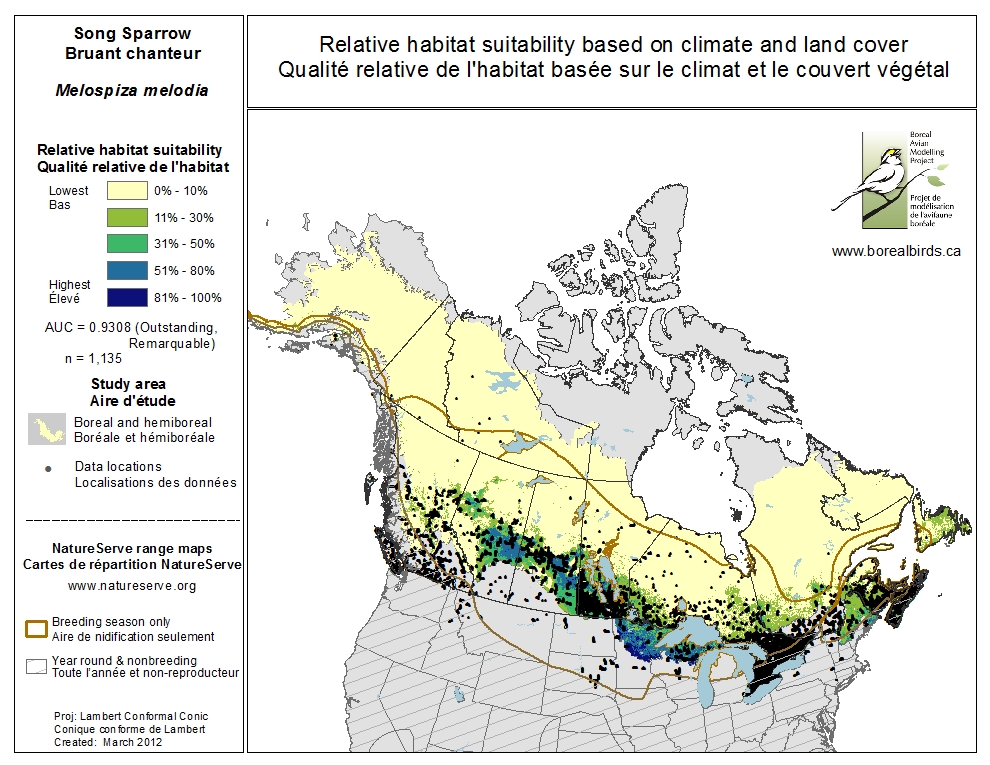 Song Sparrow
Bruant chanteur
Melospiza melodia
Relative habitat suitability
Qualité relative de l'habitat
Lowest
Bas
0% - 10%
11% - 30%
31% - 50%
51% - 80%
Highest
Élevé
81% - 100%
AUC = 0.9308 (Outstanding,
Remarquable)
n = 1,135
Study area
Aire d'étude
Boreal and hemiboreal
Boréale et hémiboréale
Data locations
Localisations des données
NatureServe range maps
Cartes de répartition NatureServe
www.natureserve.org
Breeding season only
Aire de nidification seulement
Year round & nonbreeding
Toute l'année et non-reproducteur
Proj: Lambert Conformal Conic
Conique conforme de Lambert
Created: March 2012
Relative habitat suitability based on climate and land cover
Qualité relative de l'habitat basée sur le climat et le couvert végétal
Boreal
Avian
Modelling
Project
Projet de
modélisation
de l'avifaune
boréale
www.borealbirds.ca